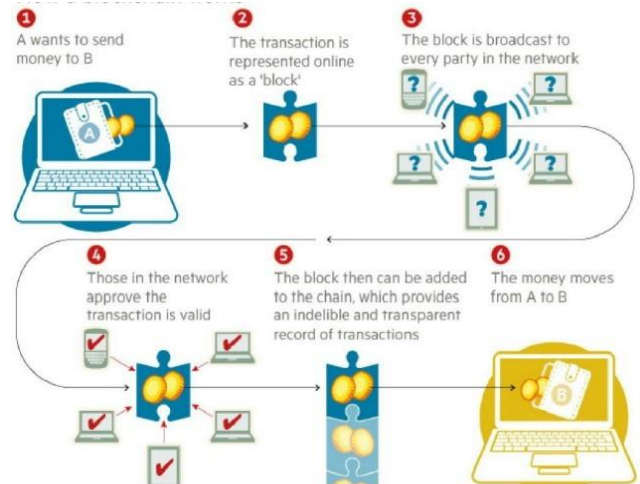 1
A wants to send
money to B
A
2
The transaction is
represented online
as a 'block'
3
The block is broadcast to
every party in the network
?
?
?
?
?
4
Those in the network
approve the
transaction is valid
5
The block then can be added
to the chain, which provides
an indelible and transparent
record of transactions
6
The money moves
from A to B
B